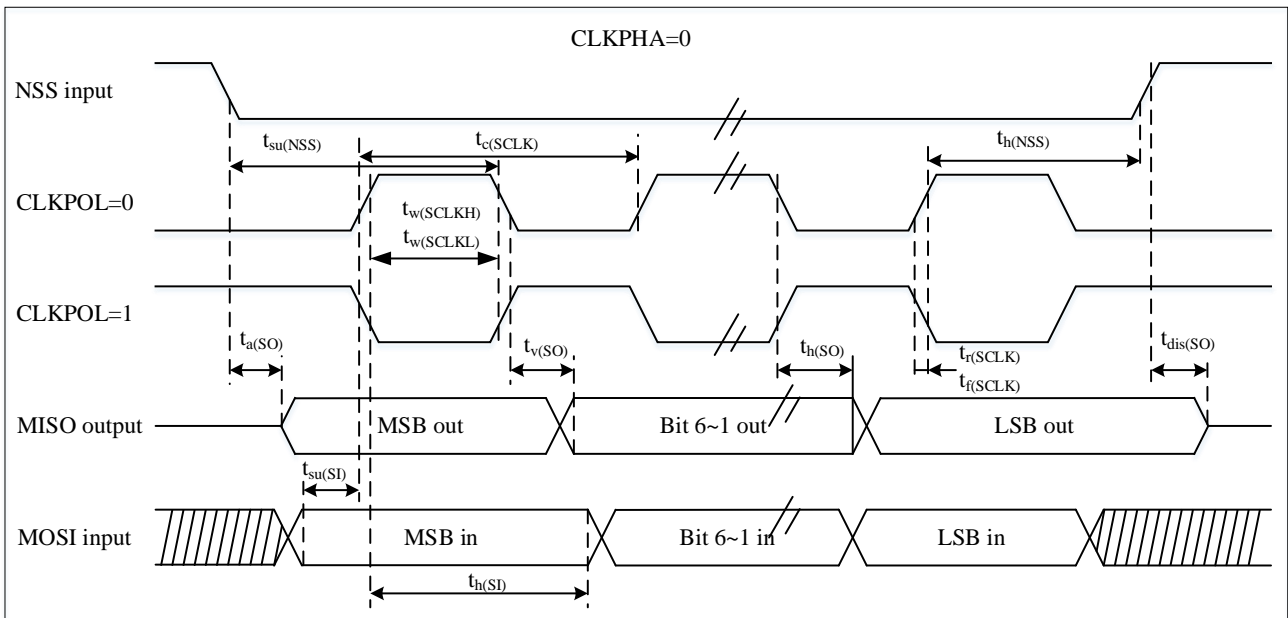 CLKPHA=0
NSS input
tsu(NSS)
tc(SCLK)
th(NSS)
CLKPOL=0
tw(SCLKH)
tw(SCLKL)
CLKPOL=1
ta(SO)
tv(SO)
th(SO)
tr(SCLK)
tf(SCLK)
tdis(SO)
MISO output
MSB out
Bit 6~1 out
LSB out
tsu(SI)
MOSI input
MSB in
Bit 6~1 in
LSB in
th(SI)